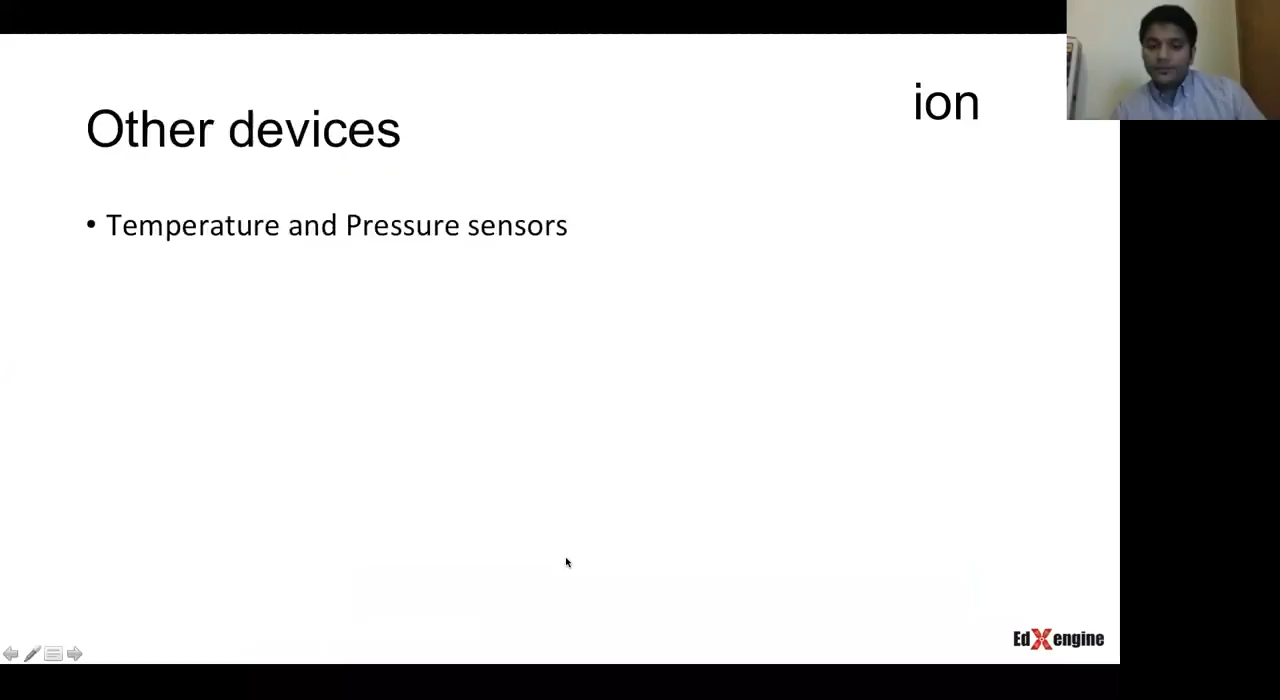 ion
Other devices
• Temperature and Pressure sensors
EdXengine